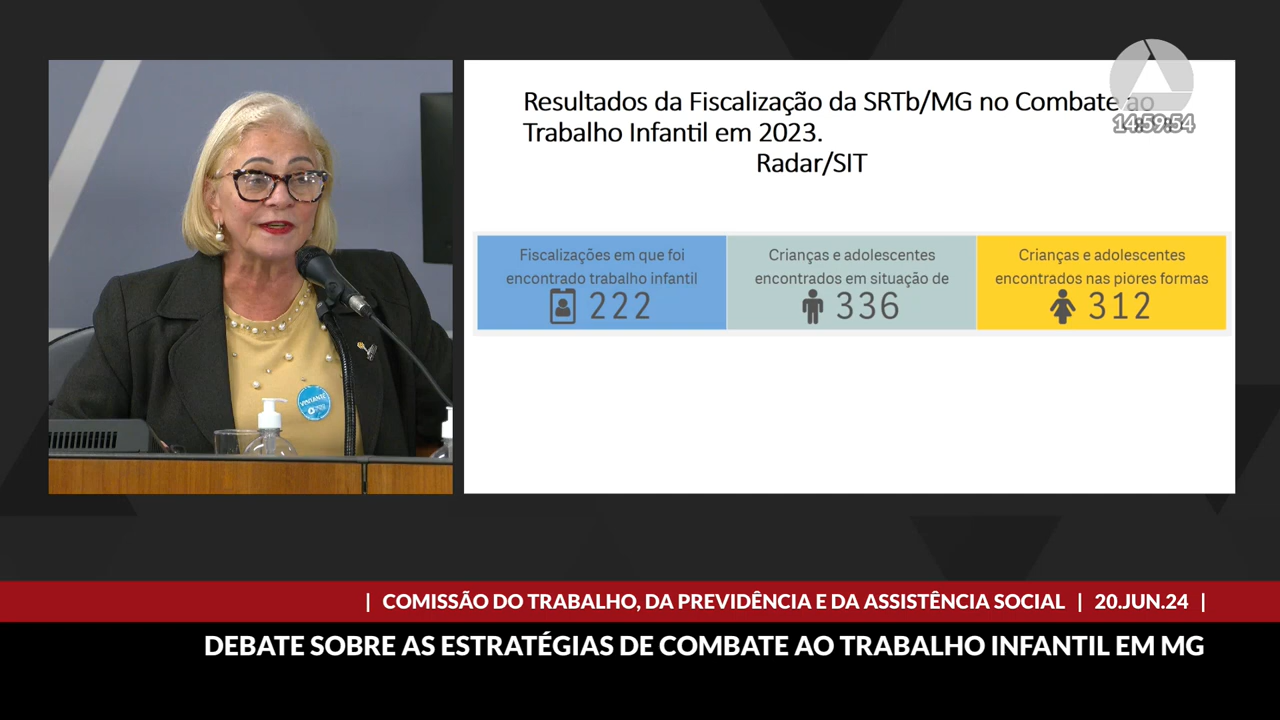 Resultados da Fiscalização da SRTb/MG no Combate ao
Trabalho Infantil em 2023.
Radar/SIT
14:59:54
Fiscalizações em que foi
encontrado trabalho infantil
222
Crianças e adolescentes
encontrados em situação de
336
Crianças e adolescentes
encontrados nas piores formas
312
VISITANTE
| COMISSÃO DO TRABALHO, DA PREVIDÊNCIA E DA ASSISTÊNCIA SOCIAL | 20.JUN.24 |
DEBATE SOBRE AS ESTRATÉGIAS DE COMBATE AO TRABALHO INFANTIL EM MG